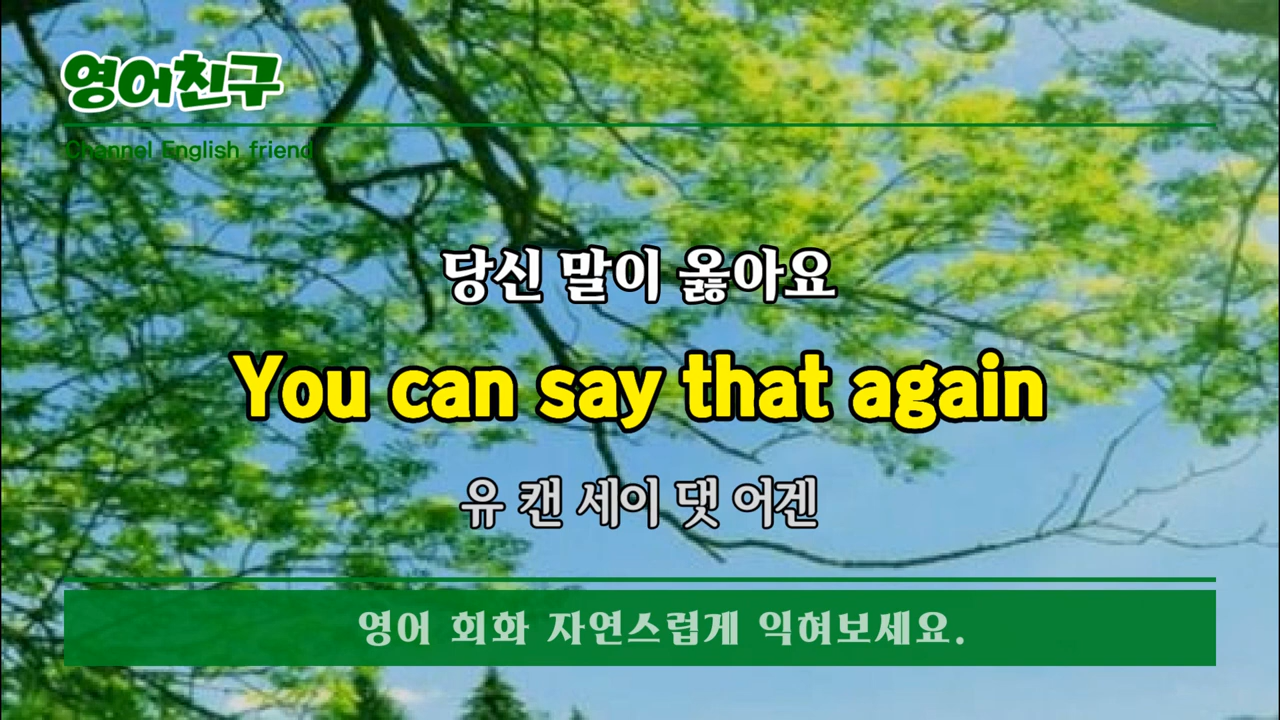 영어친구
Channel English friend
당신 말이 옳아요
You can say that again
유 캔 세이 댓 어겐
영어 회화 자연스럽게 익혀보세요.